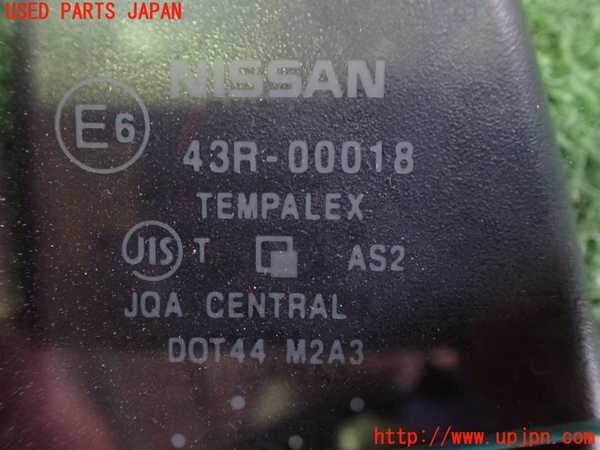 USED PARTS JAPAN
NISSAN
E6
43R-00018
TEMPALEX
JIS T AS2
JQA CENTRAL
DOT44 M2A3
http://www.upjpn.com/